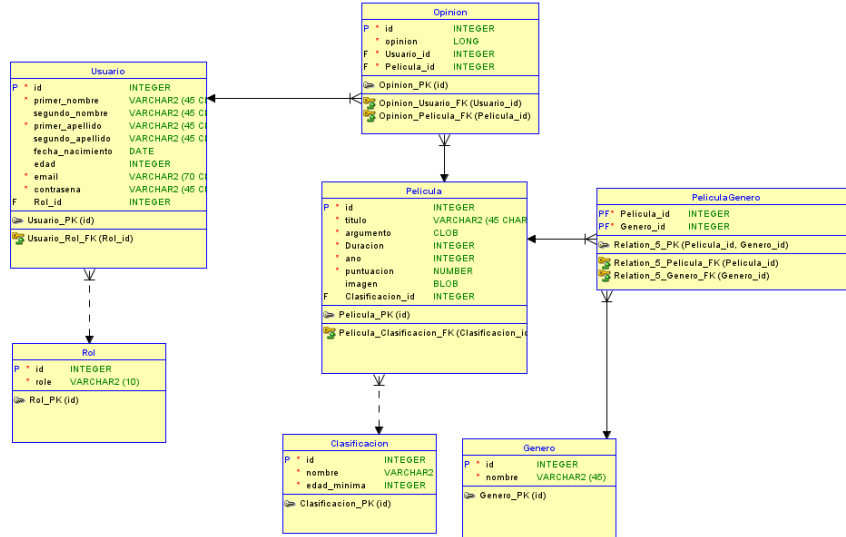 Opinion
P * id INTEGER
* opinion LONG
F * Usuario_id INTEGER
F * Pelicula_id INTEGER
Opinion_PK (id)
Opinion_Usuario_FK (Usuario_id)
Opinion_Pelicula_FK (Pelicula_id)
Usuario
P * id INTEGER
* primer_nombre VARCHAR2 (45 C
segundo_nombre VARCHAR2 (45 C
* primer_apellido VARCHAR2 (45 C
segundo_apellido VARCHAR2 (45 C
fecha_nacimiento DATE
edad INTEGER
* email VARCHAR2 (70 C
* contrasena VARCHAR2 (45 C
F Rol_id INTEGER
Usuario_PK (id)
Usuario_Rol_FK (Rol_id)
Pelicula
P * id INTEGER
* titulo VARCHAR2 (45 CHAR
* argumento CLOB
* Duracion INTEGER
* ano INTEGER
* puntuacion NUMBER
imagen BLOB
F Clasificacion_id INTEGER
Pelicula_PK (id)
Pelicula_Clasificacion_FK (Clasificacion_id
PeliculaGenero
PF* Pelicula_id INTEGER
PF* Genero_id INTEGER
Relation_5_PK (Pelicula_id, Genero_id)
Relation_5_Pelicula_FK (Pelicula_id)
Relation_5_Genero_FK (Genero_id)
Rol
P * id INTEGER
* role VARCHAR2 (10)
Rol_PK (id)
Clasificacion
P * id INTEGER
* nombre VARCHAR2
* edad_minima INTEGER
Clasificacion_PK (id)
Genero
P * id INTEGER
* nombre VARCHAR2 (45)
Genero_PK (id)